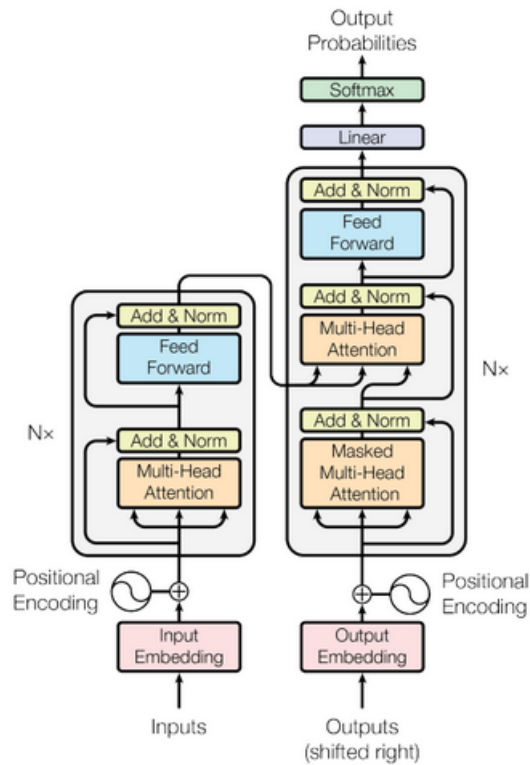 Output
Probabilities
Softmax
Linear
Add & Norm
Feed
Forward
Add & Norm
Multi-Head
Attention
Add & Norm
Masked
Multi-Head
Attention
Nx
Add & Norm
Feed
Forward
Add & Norm
Multi-Head
Attention
Nx
Positional
Encoding
Positional
Encoding
Input
Embedding
Output
Embedding
Inputs
Outputs
(shifted right)